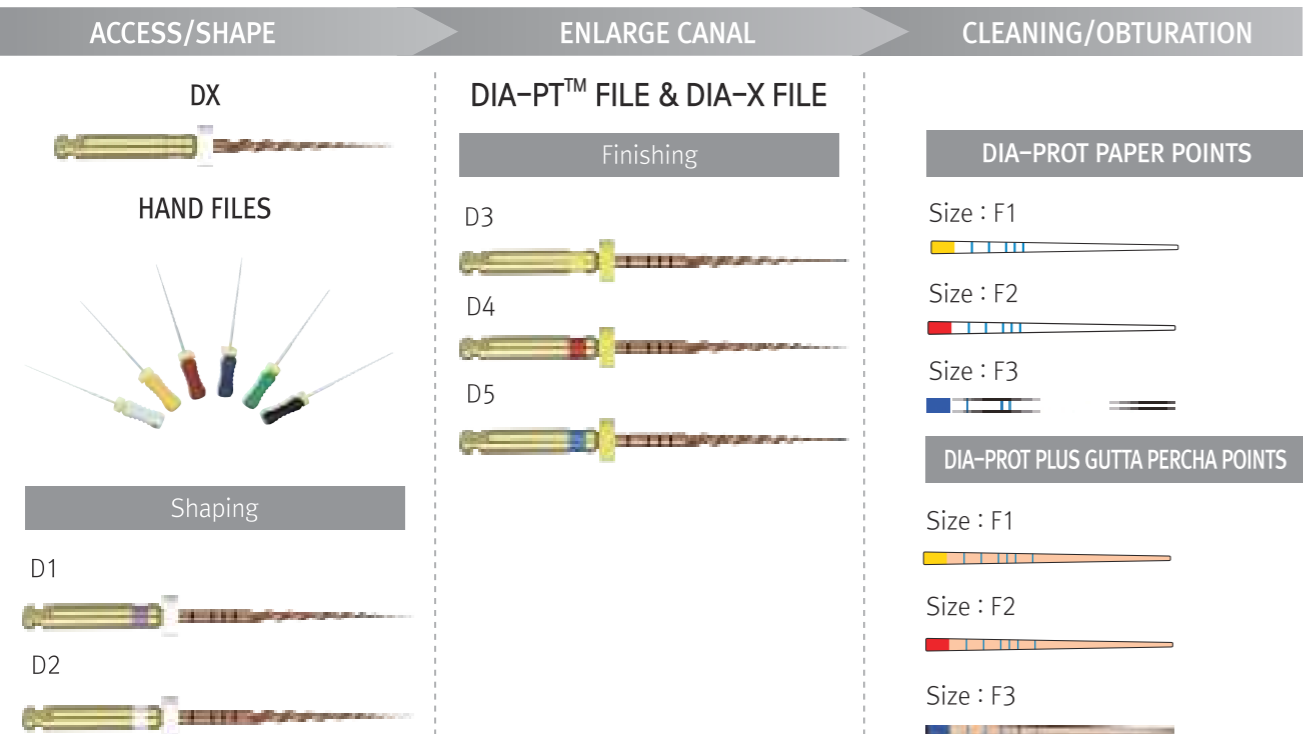 ACCESS/SHAPE
ENLARGE CANAL
CLEANING/OBTURATION
DX
HAND FILES
Shaping
D1
D2
DIA-PT™ FILE & DIA-X FILE
Finishing
D3
D4
D5
DIA-PROT PAPER POINTS
Size : F1
Size : F2
Size : F3
DIA-PROT PLUS GUTTA PERCHA POINTS
Size : F1
Size : F2
Size : F3